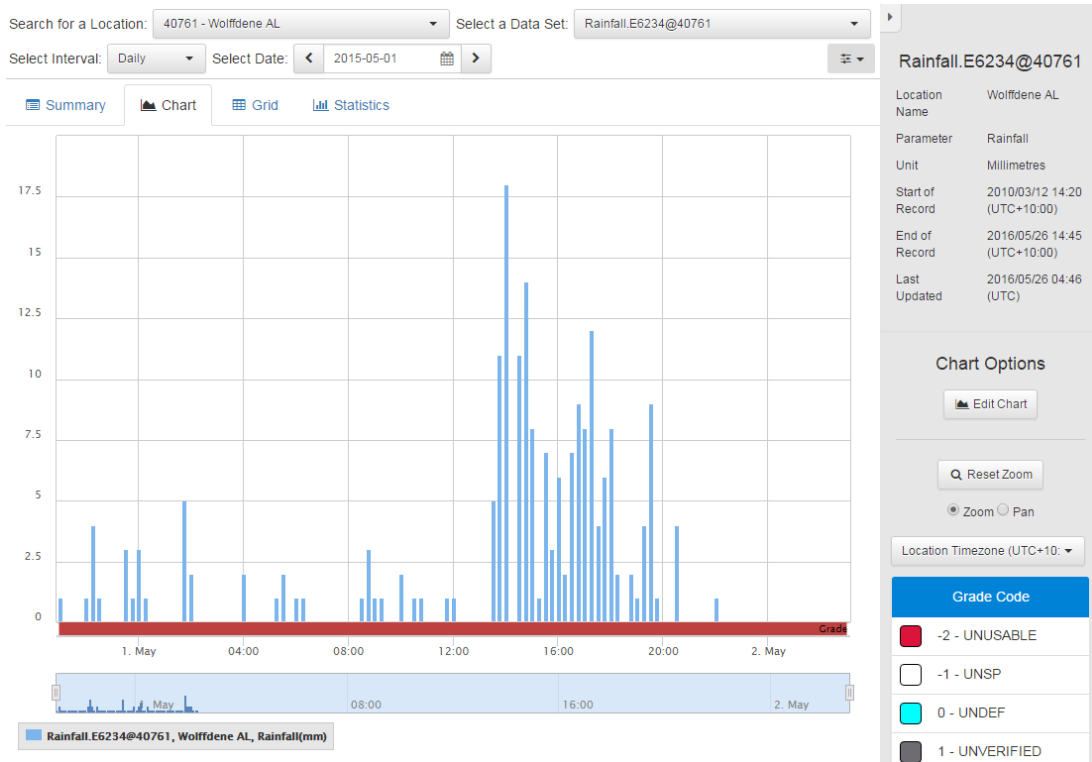 Search for a Location: 40761 - Wolffdene AL Select a Data Set: Rainfall.E6234@40761
Select Interval: Daily Select Date: 2015-05-01
Summary Chart Grid Statistics
17.5
15
12.5
10
7.5
5
2.5
0
Grade
1. May 04:00 08:00 12:00 16:00 20:00 2. May
May 08:00 16:00 2. May
Rainfall.E6234@40761, Wolffdene AL, Rainfall(mm)
Rainfall.E6234@40761
Location Name Wolffdene AL
Parameter Rainfall
Unit Millimetres
Start of Record 2010/03/12 14:20 (UTC+10:00)
End of Record 2016/05/26 14:45 (UTC+10:00)
Last Updated 2016/05/26 04:46 (UTC)
Chart Options
Edit Chart
Reset Zoom
Zoom Pan
Location Timezone (UTC+10:
Grade Code
-2 - UNUSABLE
-1 - UNSP
0 - UNDEF
1 - UNVERIFIED